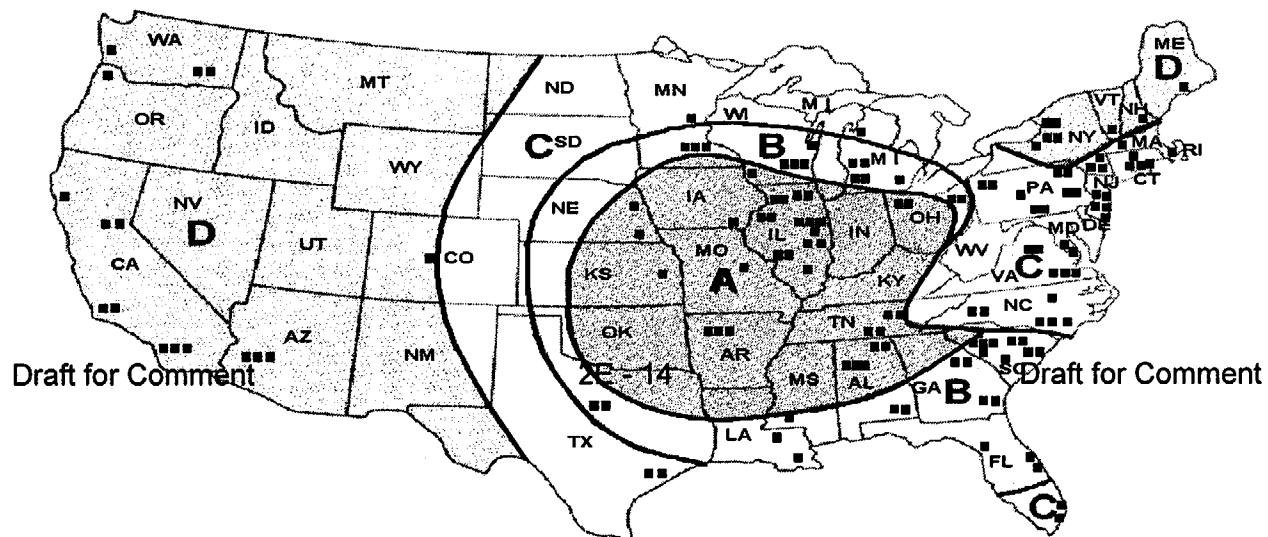 WA
ME
D
MT
ND
MN
VT
NH
OR
ID
WI
M I
NY
MA
RI
C SD
B
M I
CT
WY
PA
NJ
NE
IA
OH
NV
D
IL
IN
MD
DE
UT
CO
MO
WV
CA
KS
A
KY
VA
C
NC
TN
OK
AZ
NM
AR
SC
Draft for Comment
2E - 14
MS
AL
GA
B
Draft for Comment
TX
LA
FL
C